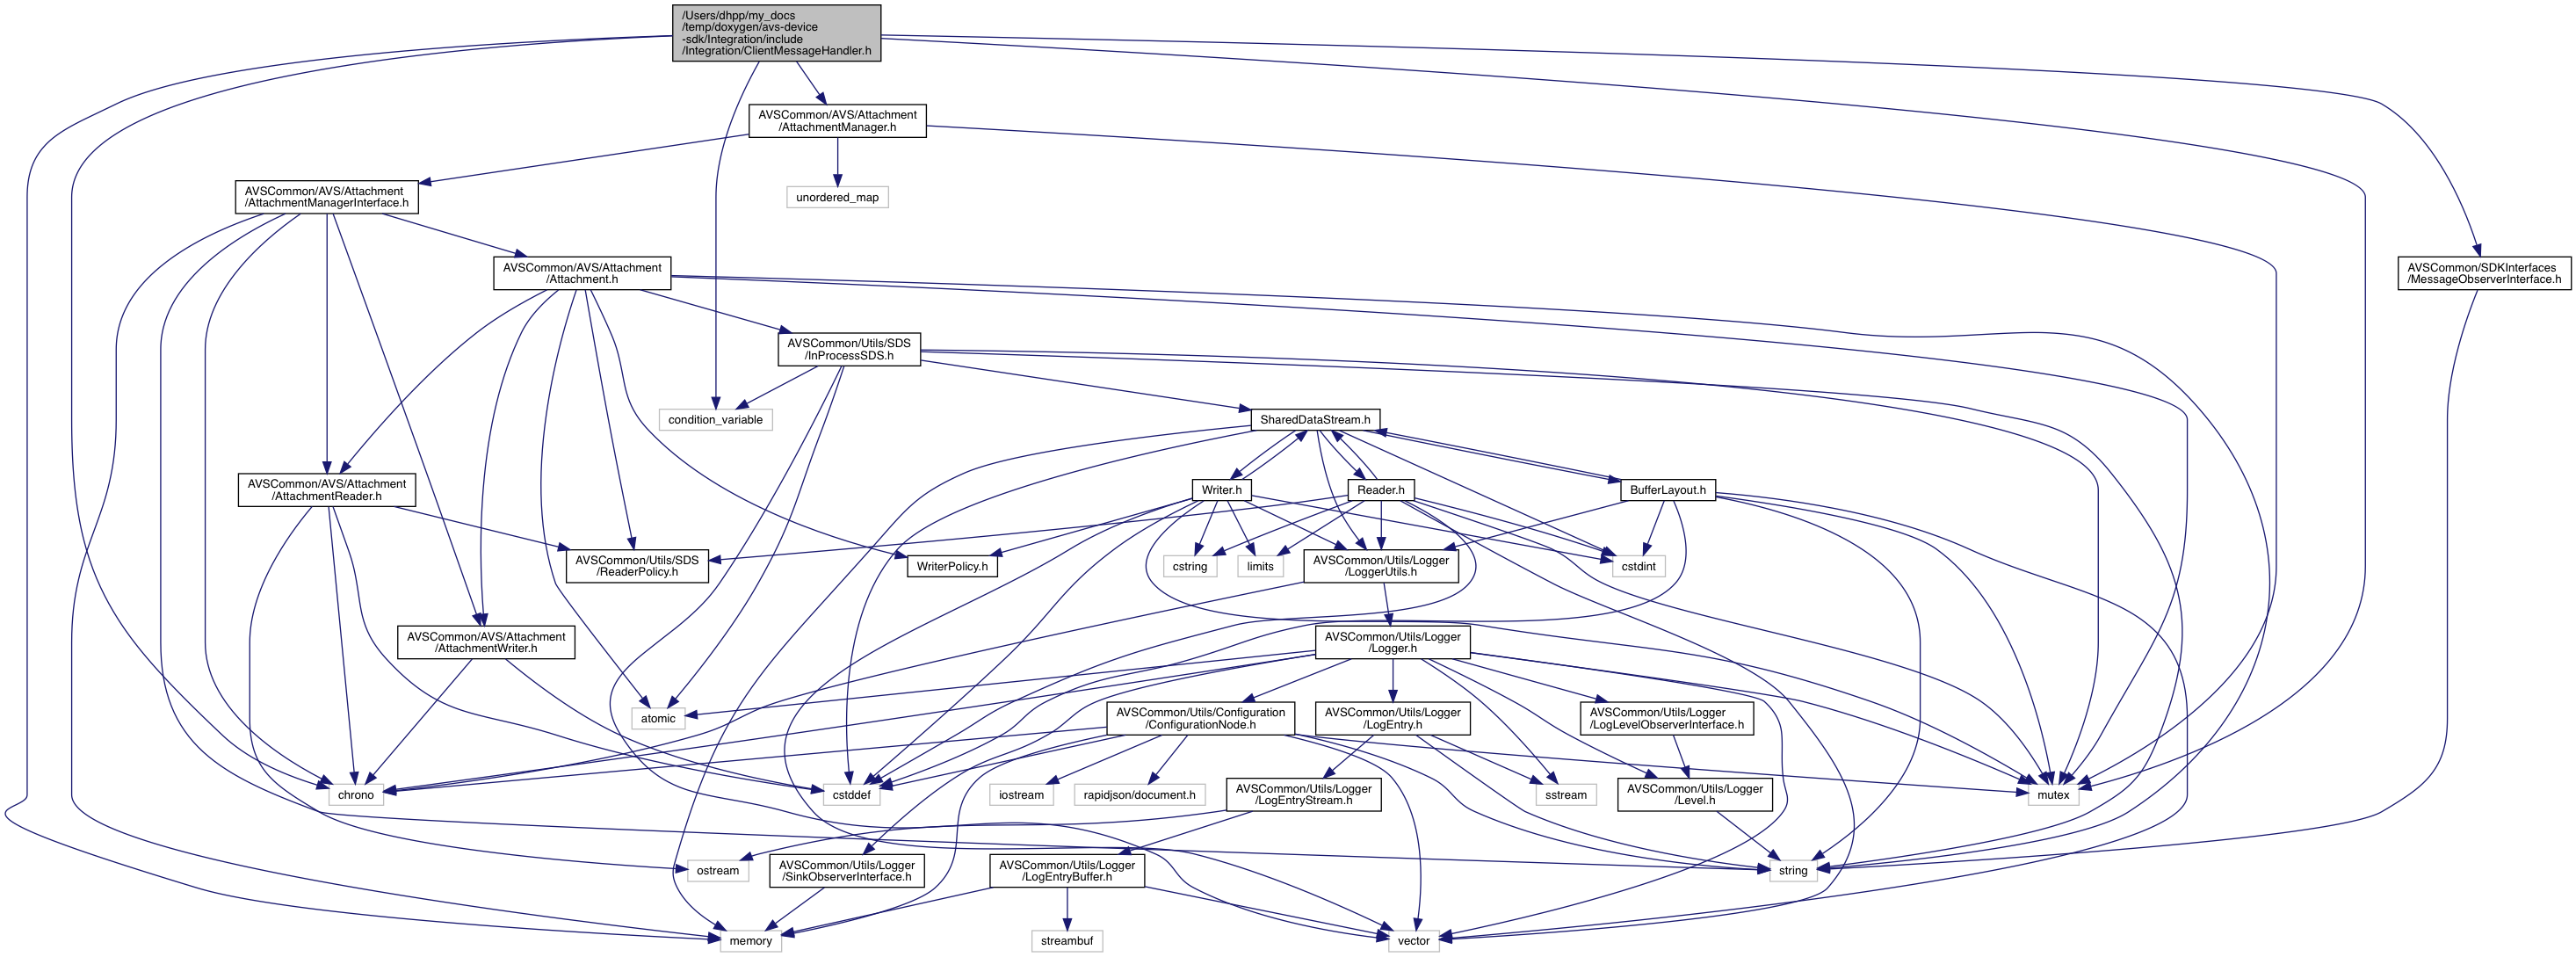 /Users/dhpp/my_docs
/temp/doxygen/avs-device
-sdk/Integration/include
/Integration/ClientMessageHandler.h
AVSCommon/AVS/Attachment
/AttachmentManager.h
AVSCommon/AVS/Attachment
/AttachmentManagerInterface.h
unordered_map
AVSCommon/AVS/Attachment
/Attachment.h
AVSCommon/SDKInterfaces
/MessageObserverInterface.h
AVSCommon/Utils/SDS
/InProcessSDS.h
condition_variable
SharedDataStream.h
AVSCommon/AVS/Attachment
/AttachmentReader.h
Writer.h
Reader.h
BufferLayout.h
AVSCommon/Utils/SDS
/ReaderPolicy.h
WriterPolicy.h
cstring
limits
AVSCommon/Utils/Logger
/LoggerUtils.h
cstdint
AVSCommon/AVS/Attachment
/AttachmentWriter.h
AVSCommon/Utils/Logger
/Logger.h
atomic
AVSCommon/Utils/Configuration
/ConfigurationNode.h
AVSCommon/Utils/Logger
/LogEntry.h
AVSCommon/Utils/Logger
/LogLevelObserverInterface.h
chrono
cstddef
iostream
rapidjson/document.h
AVSCommon/Utils/Logger
/LogEntryStream.h
sstream
AVSCommon/Utils/Logger
/Level.h
mutex
ostream
AVSCommon/Utils/Logger
/SinkObserverInterface.h
AVSCommon/Utils/Logger
/LogEntryBuffer.h
string
memory
streambuf
vector